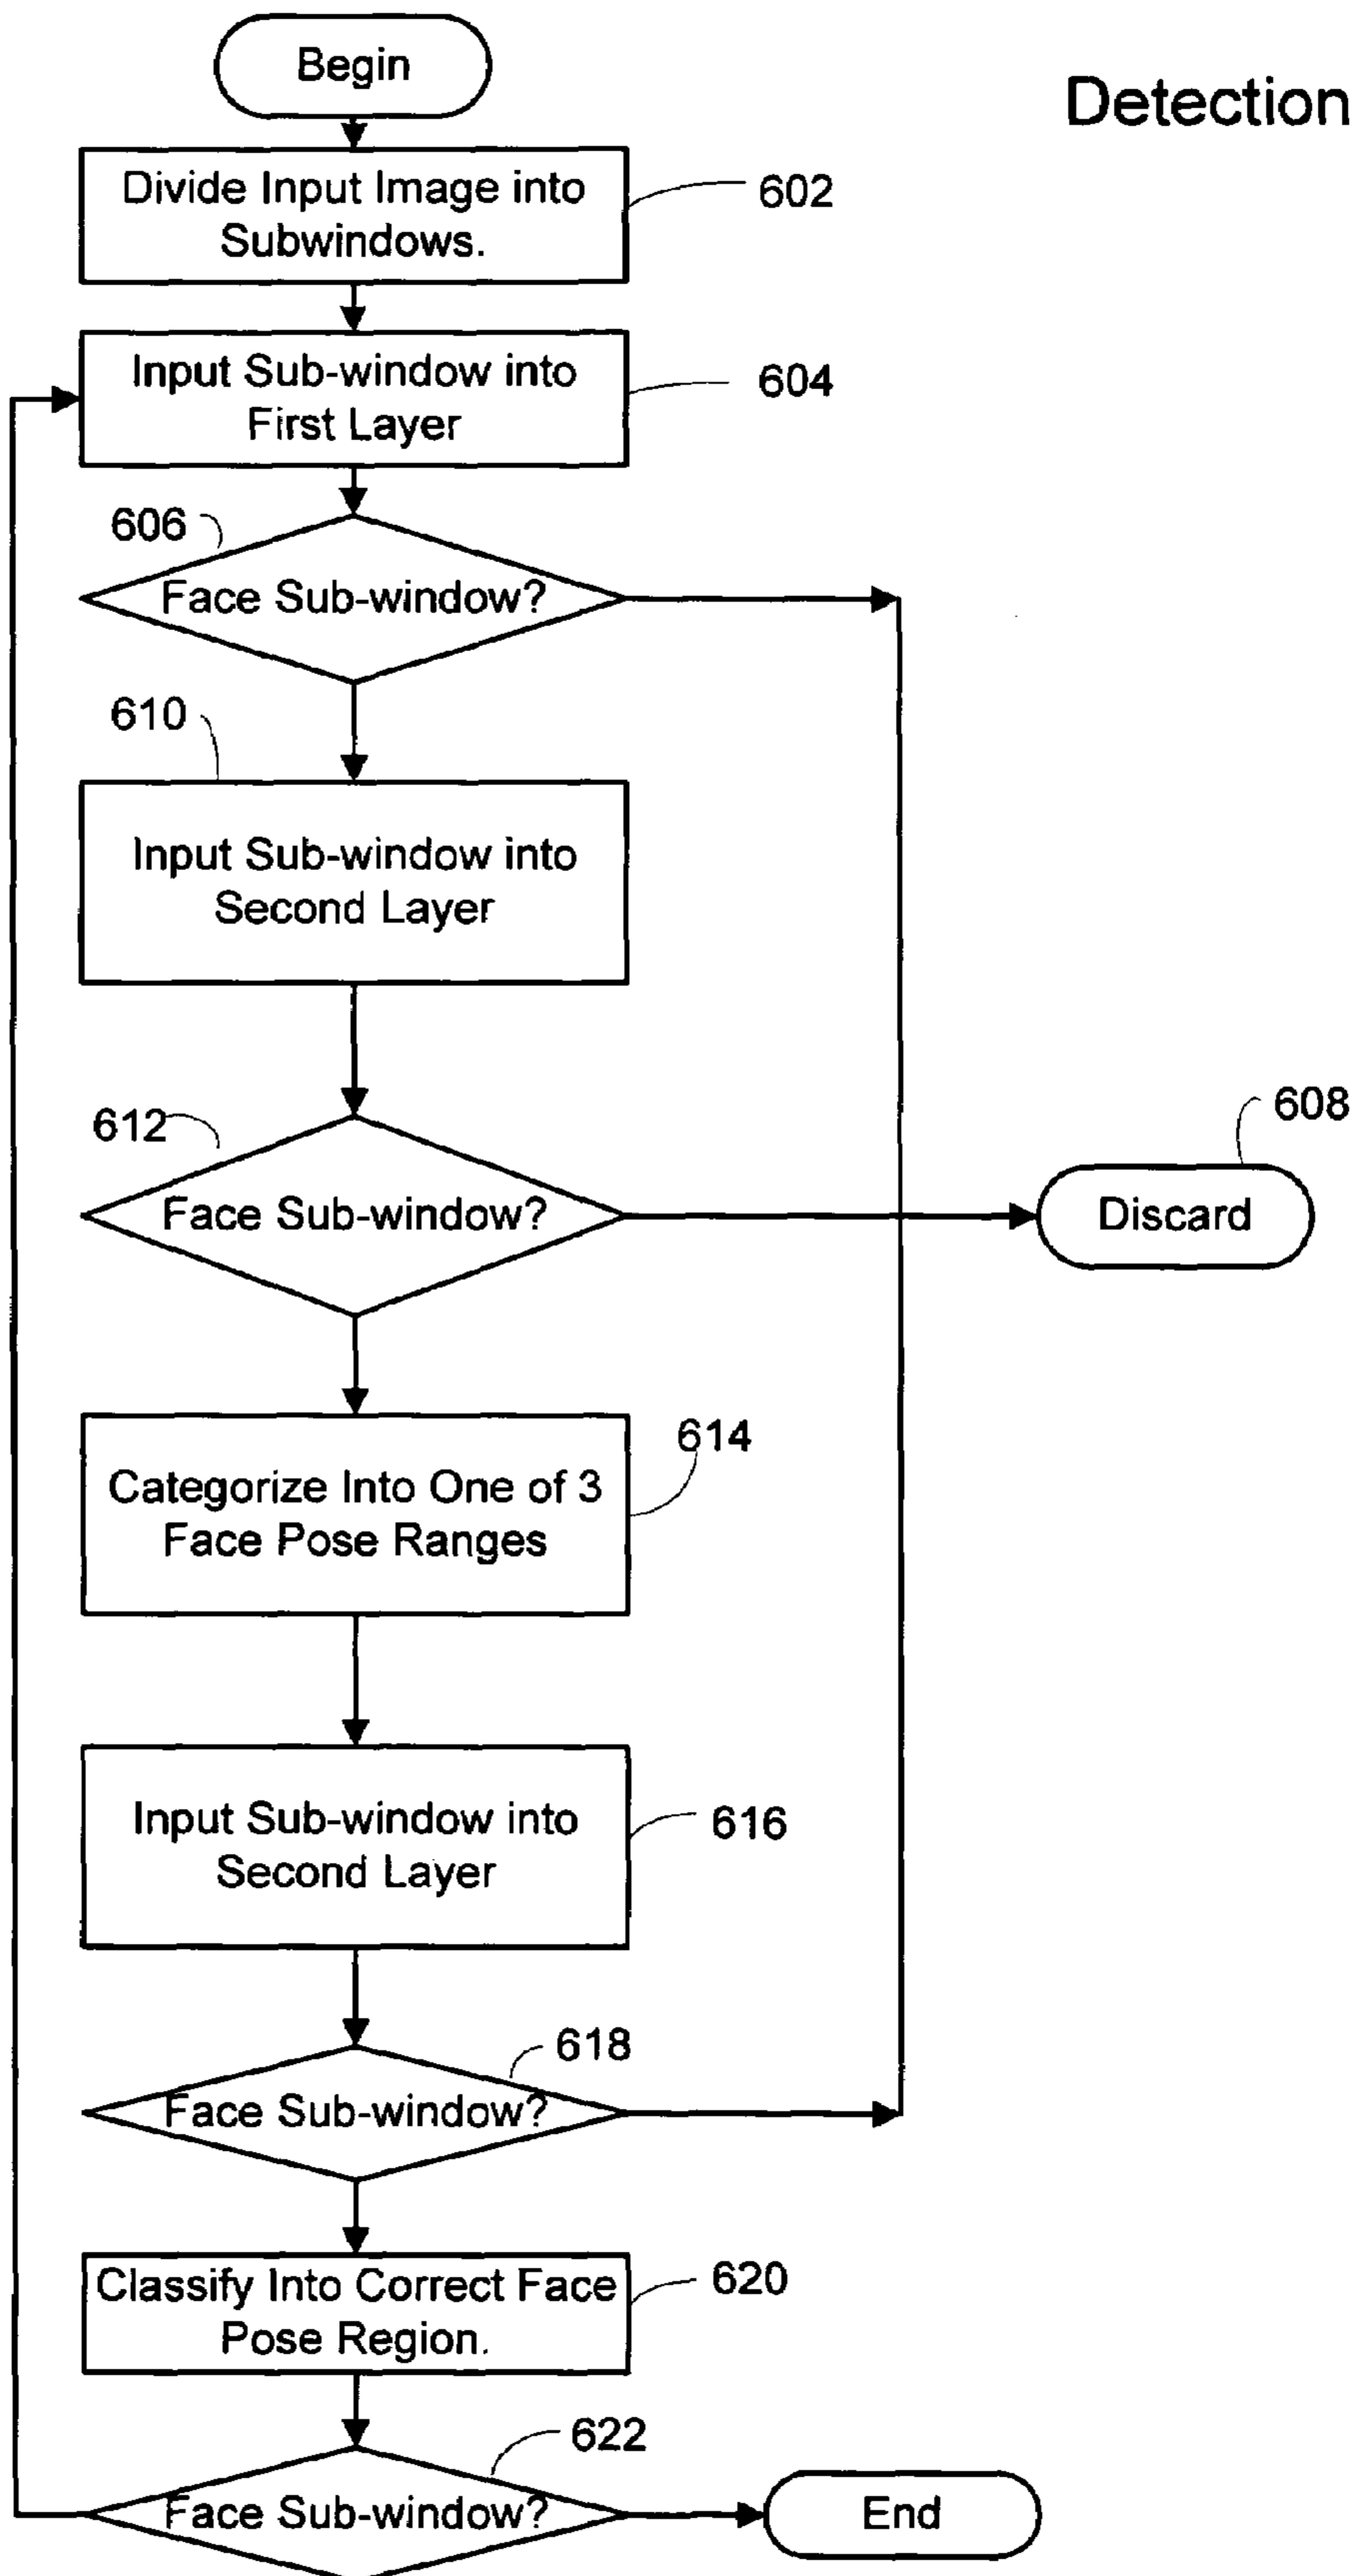 Begin
Detection
Divide Input Image into
Subwindows.
602
Input Sub-window into
First Layer
604
606
Face Sub-window?
610
Input Sub-window into
Second Layer
612
Face Sub-window?
608
Discard
614
Categorize Into One of 3
Face Pose Ranges
Input Sub-window into
Second Layer
616
618
Face Sub-window?
Classify Into Correct Face
Pose Region.
620
622
Face Sub-window?
End